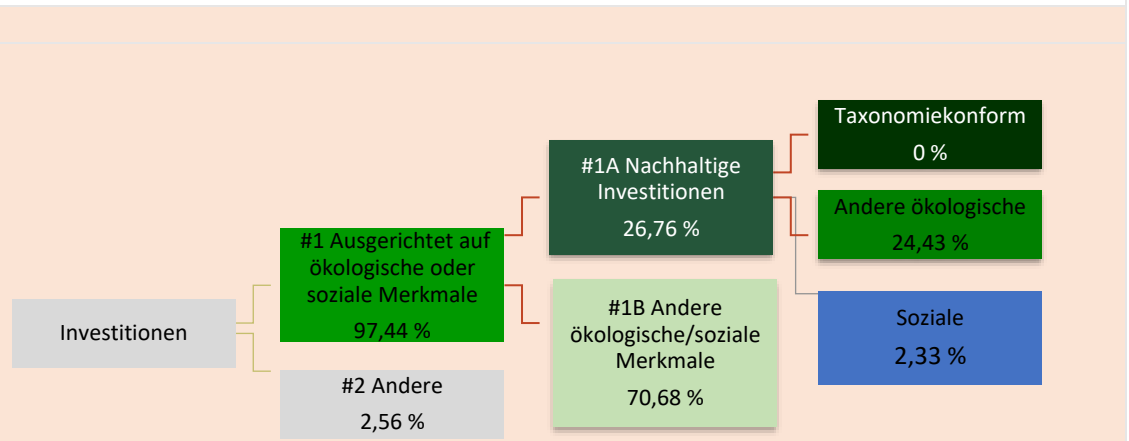 Investitionen
#1 Ausgerichtet auf
ökologische oder
soziale Merkmale
97,44 %
#2 Andere
2,56 %
#1A Nachhaltige
Investitionen
26,76 %
#1B Andere
ökologische/soziale
Merkmale
70,68 %
Taxonomiekonform
0 %
Andere ökologische
24,43 %
Soziale
2,33 %